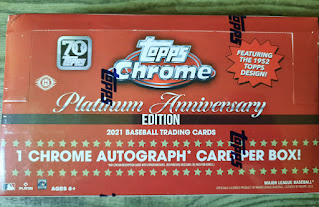 70
TOPPS
TOPPS
Chrome
FEATURING
THE 1952
TOPPS
DESIGN!
Platinum Anniversary
EDITION
2021 BASEBALL TRADING CARDS
1 CHROME AUTOGRAPH* CARD PER BOX!
AGES 6+
MAJOR LEAGUE BASEBALL